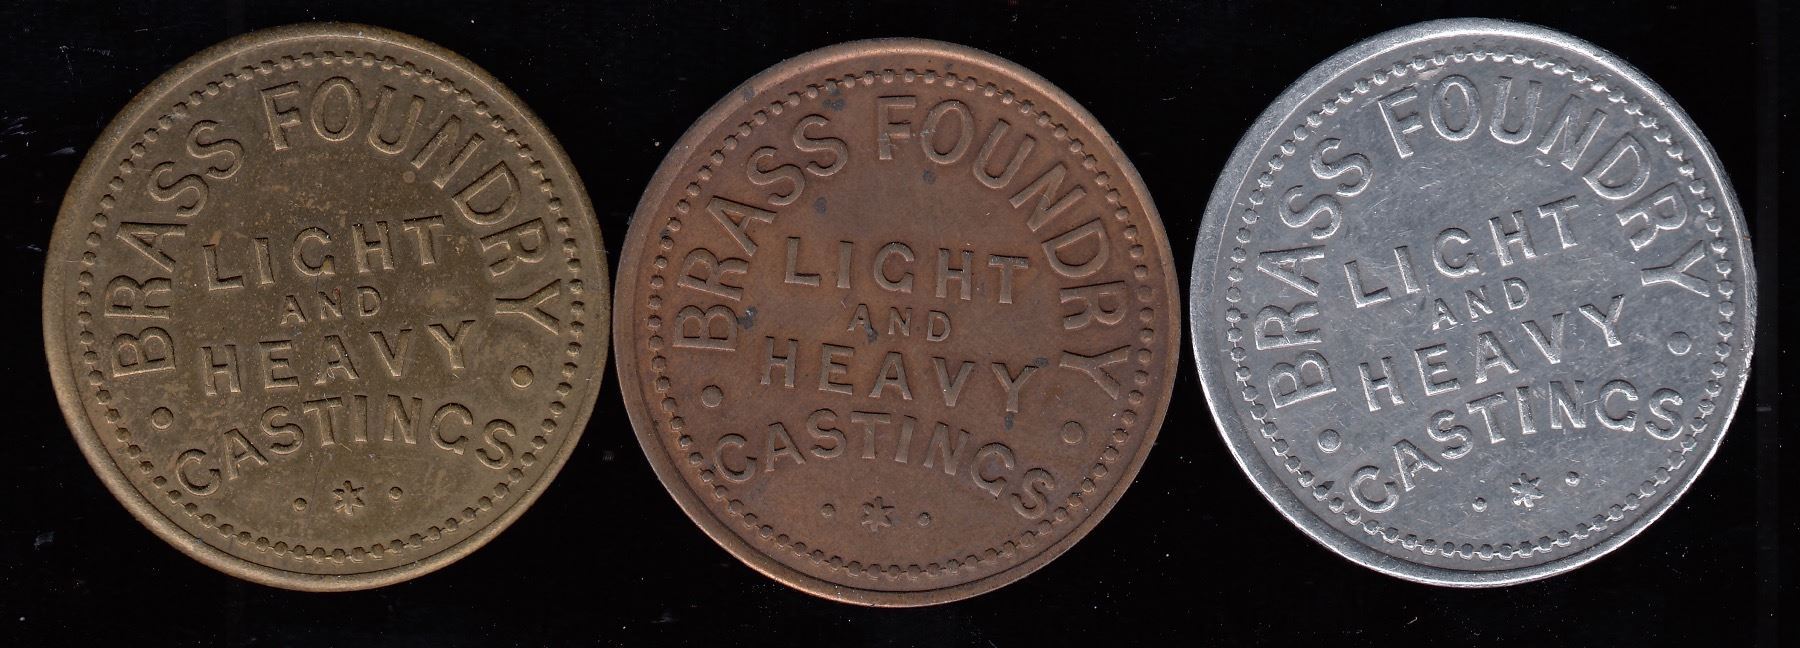 BRASS FOUNDRY
LIGHT
AND
HEAVY
CASTINGS
BRASS FOUNDRY
LIGHT
AND
HEAVY
CASTINGS
BRASS FOUNDRY
LIGHT
AND
HEAVY
CASTINGS